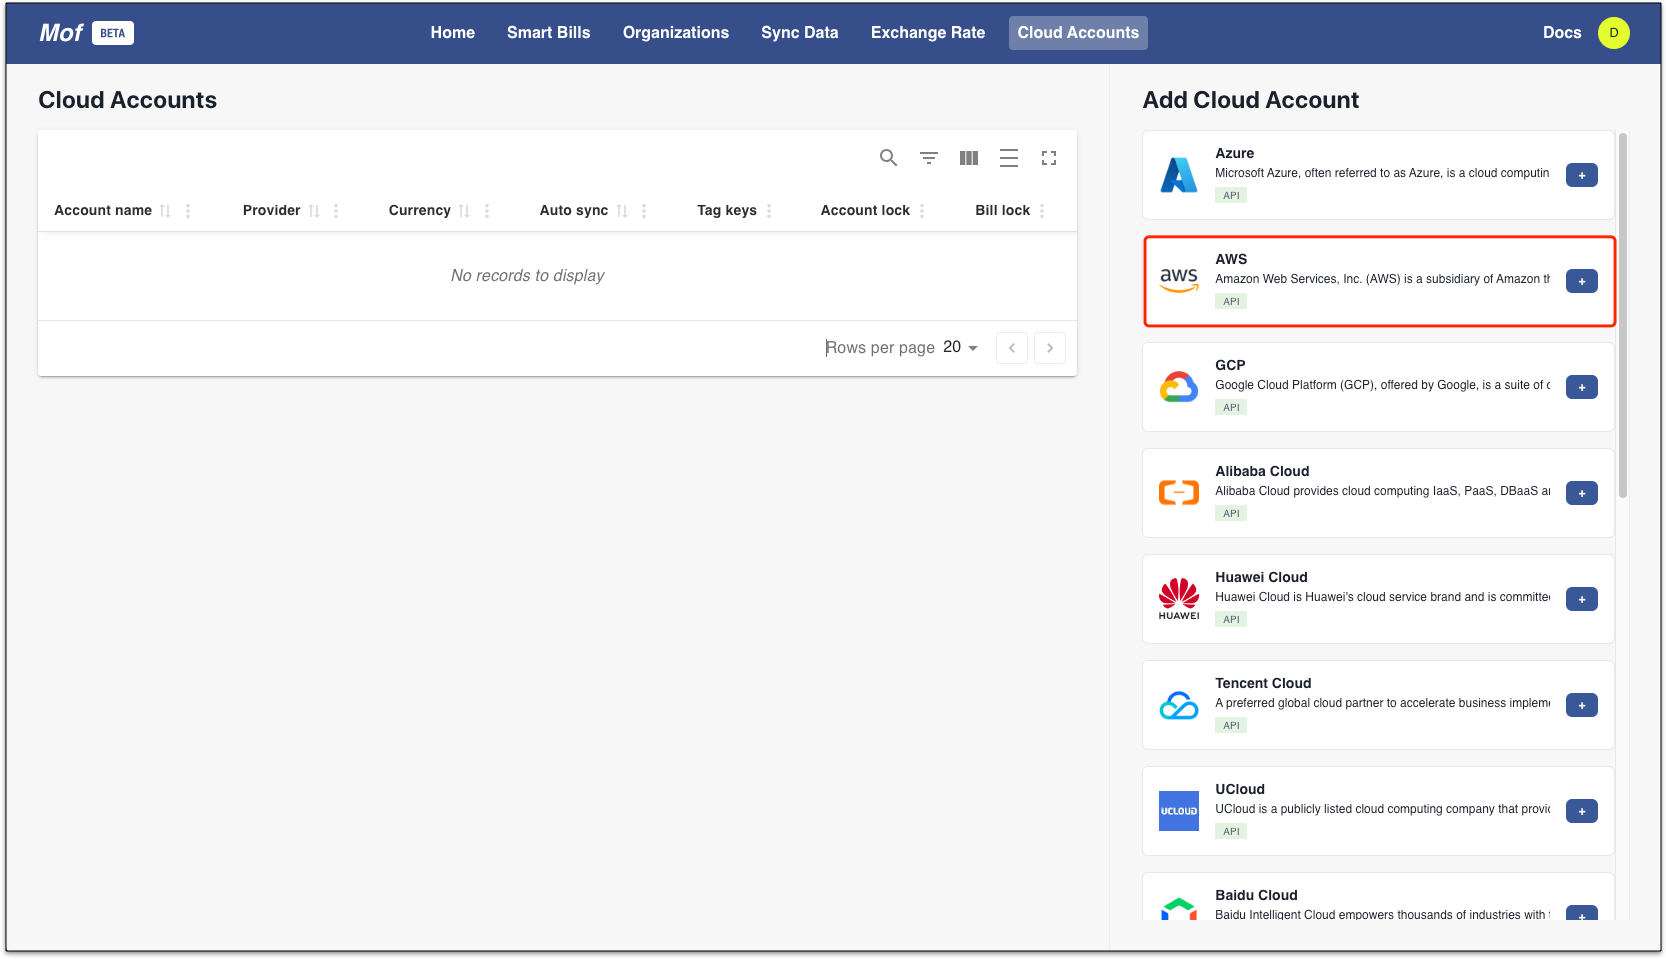 Mof BETA Home Smart Bills Organizations Sync Data Exchange Rate Cloud Accounts Docs D
Cloud Accounts
Account name Provider Currency Auto sync Tag keys Account lock Bill lock
No records to display
Rows per page 20
Add Cloud Account
Azure
Microsoft Azure, often referred to as Azure, is a cloud computin
API
+
aws
AWS
Amazon Web Services, Inc. (AWS) is a subsidiary of Amazon th
API
+
GCP
Google Cloud Platform (GCP), offered by Google, is a suite of
API
+
Alibaba Cloud
Alibaba Cloud provides cloud computing IaaS, PaaS, DBaaS
API
+
HUAWEI
Huawei Cloud
Huawei Cloud is Huawei's cloud service brand and is committe
API
+
Tencent Cloud
A preferred global cloud partner to accelerate business implem
API
+
UCLOUD
UCloud
UCloud is a publicly listed cloud computing company that provi
API
+
Baidu Cloud
Baidu Intelligent Cloud empowers thousands of industries with
+